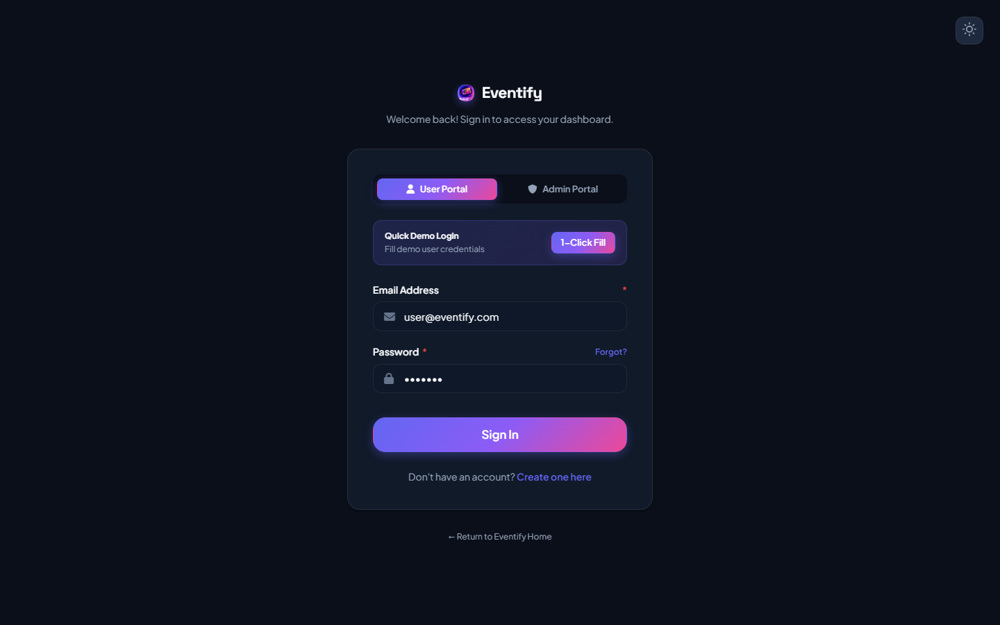 Eventify
Welcome back! Sign in to access your dashboard.
User Portal
Admin Portal
Quick Demo Login
Fill demo user credentials
1-Click Fill
Email Address *
user@eventify.com
Password *
Forgot?
•••••••
Sign In
Don't have an account? Create one here
← Return to Eventify Home